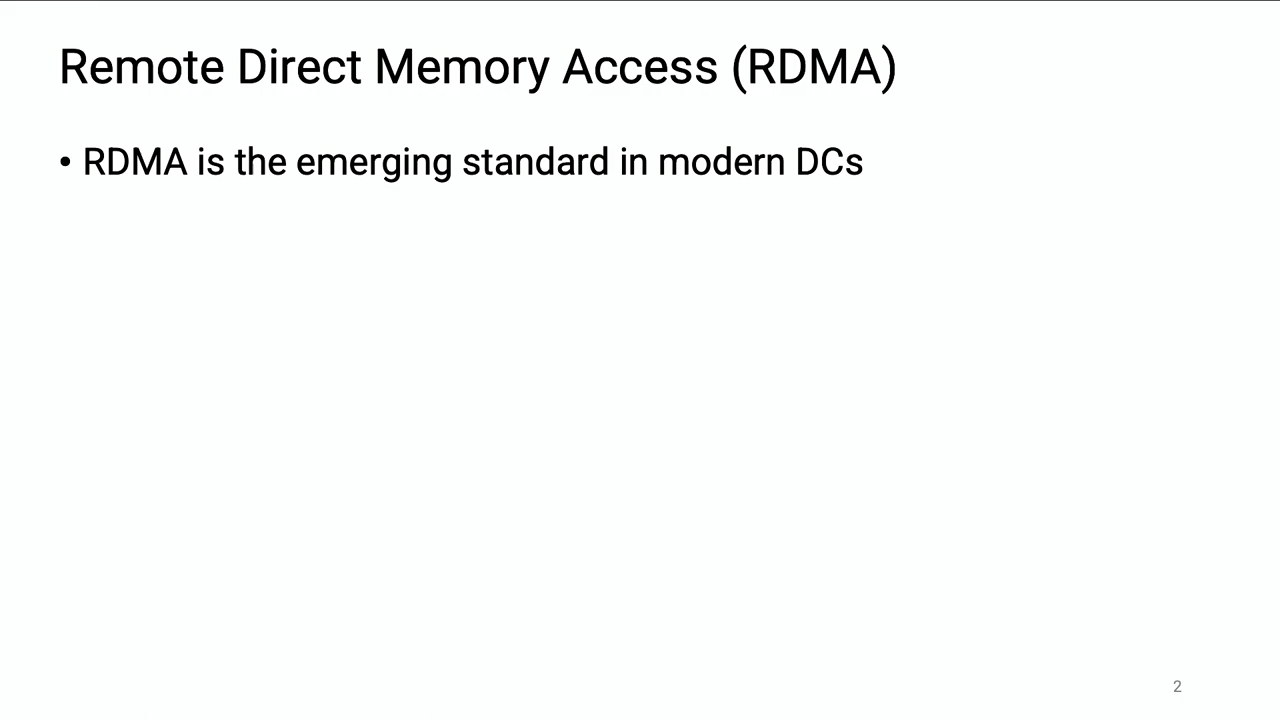 Remote Direct Memory Access (RDMA)
• RDMA is the emerging standard in modern DCs
2